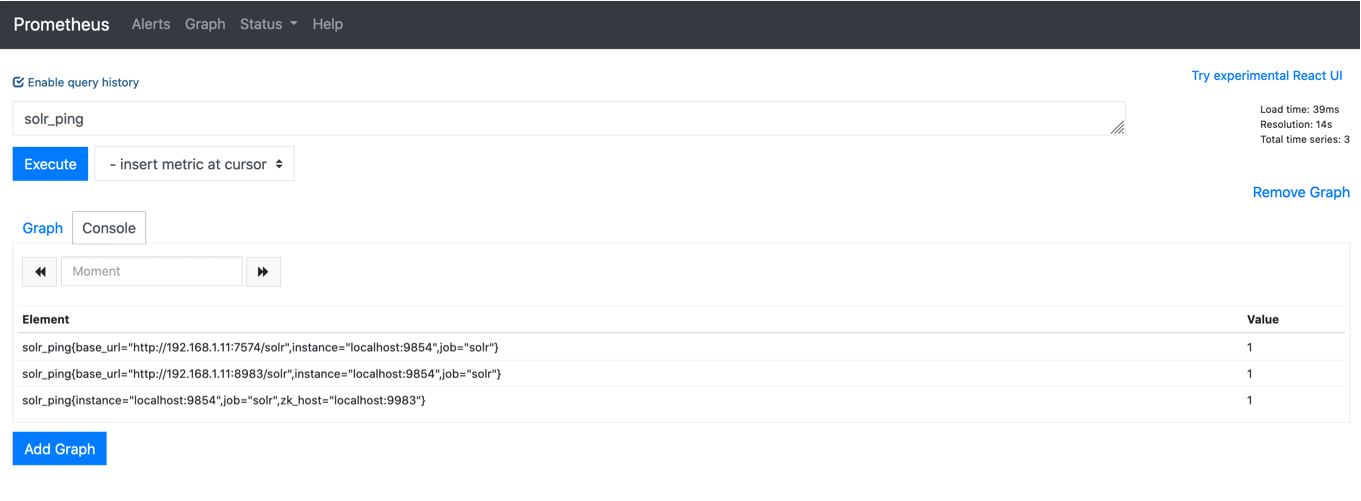 Prometheus Alerts Graph Status Help
Enable query history
Try experimental React UI
solr_ping
Load time: 39ms
Resolution: 14s
Total time series: 3
Execute - insert metric at cursor
Remove Graph
Graph Console
Moment
Element Value
solr_ping{base_url="http://192.168.1.11:7574/solr",instance="localhost:9854",job="solr"} 1
solr_ping{base_url="http://192.168.1.11:8983/solr",instance="localhost:9854",job="solr"} 1
solr_ping{instance="localhost:9854",job="solr",zk_host="localhost:9983"} 1
Add Graph